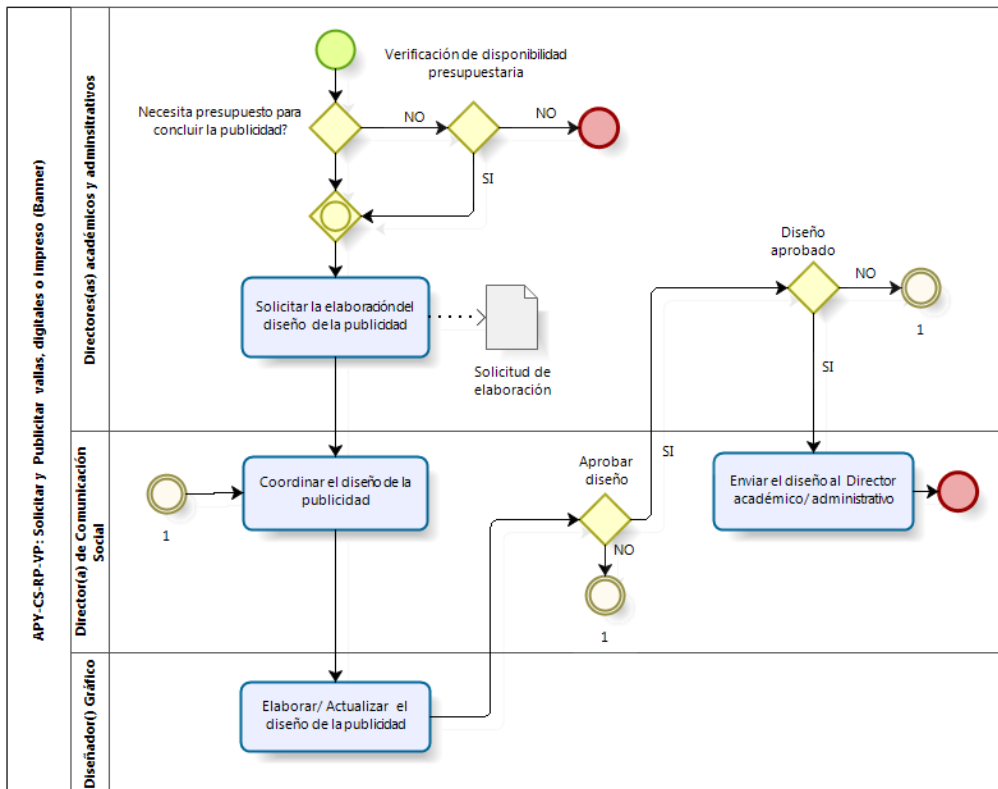 APY-CS-RP-VP: Solicitar y Publicitar vallas, digitales o impreso (Banner)
Directores(as) académicos y adminsitrativos
Verificación de disponibilidad
presupuestaria
Necesita presupuesto para
concluir la publicidad?
NO
NO
SI
Solicitar la elaboración del
diseño de la publicidad
Solicitud de
elaboración
Diseño
aprobado
NO
1
SI
Director(a) de Comunicación
Social
1
Coordinar el diseño de la
publicidad
Aprobar
diseño
SI
NO
1
Enviar el diseño al Director
académico/ administrativo
Diseñador() Gráfico
Elaborar/ Actualizar el
diseño de la publicidad